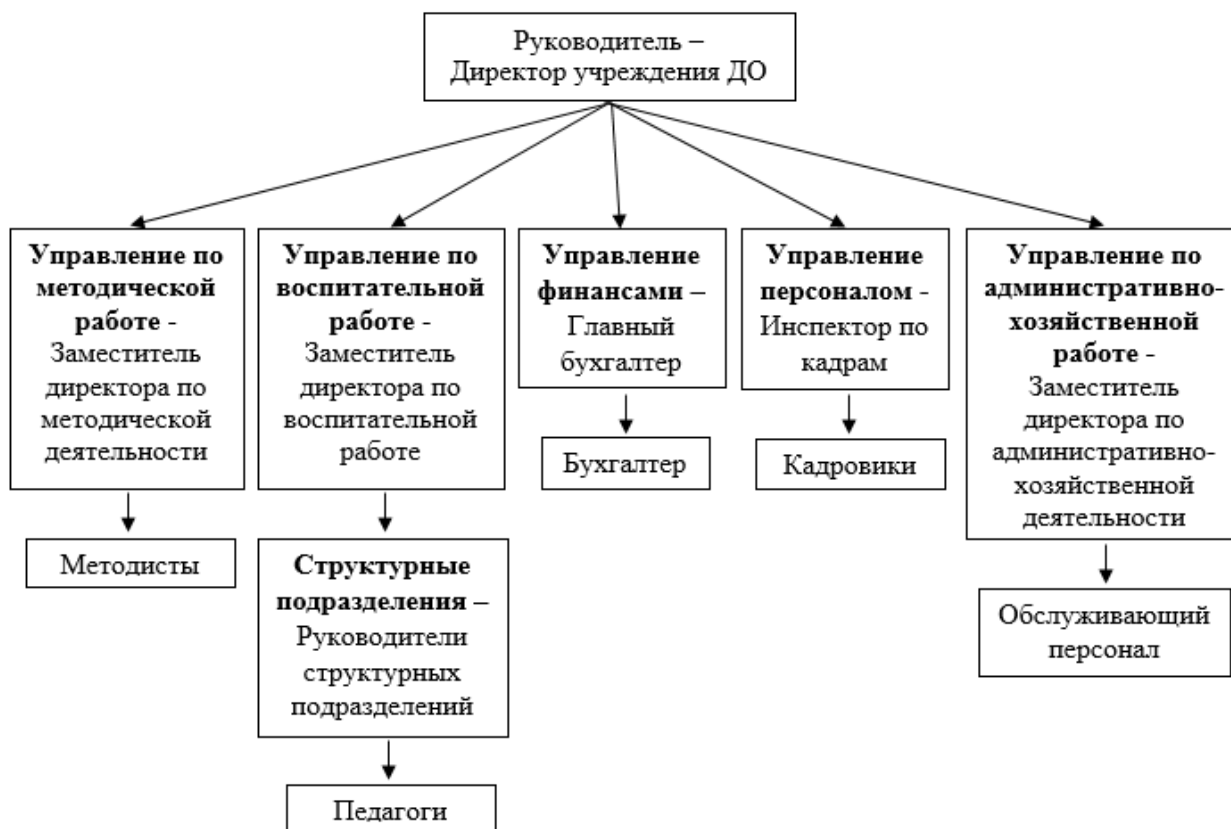 Руководитель –
Директор учреждения ДО
Управление по
методической
работе -
Заместитель
директора по
методической
деятельности
Методисты
Управление по
воспитательной
работе -
Заместитель
директора по
воспитательной
работе
Структурные
подразделения –
Руководители
структурных
подразделений
Педагоги
Управление
финансами –
Главный
бухгалтер
Бухгалтер
Управление
персоналом -
Инспектор по
кадрам
Кадровики
Управление по
административно-
хозяйственной
работе -
Заместитель
директора по
административно-
хозяйственной
деятельности
Обслуживающий
персонал